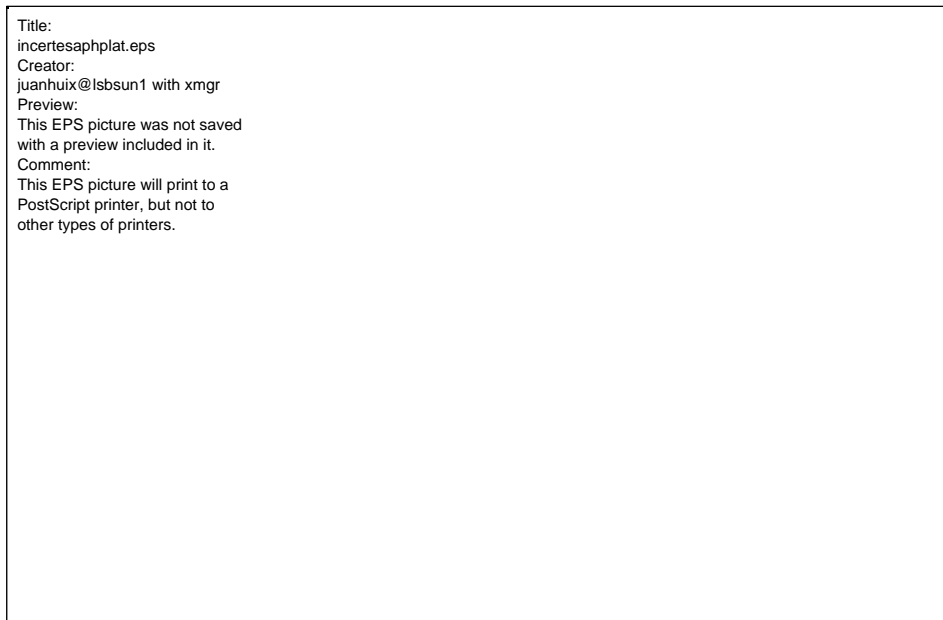 Title:
incertesaphplat.eps
Creator:
juanhuix@lsbsun1 with xmgr
Preview:
This EPS picture was not saved
with a preview included in it.
Comment:
This EPS picture will print to a
PostScript printer, but not to
other types of printers.